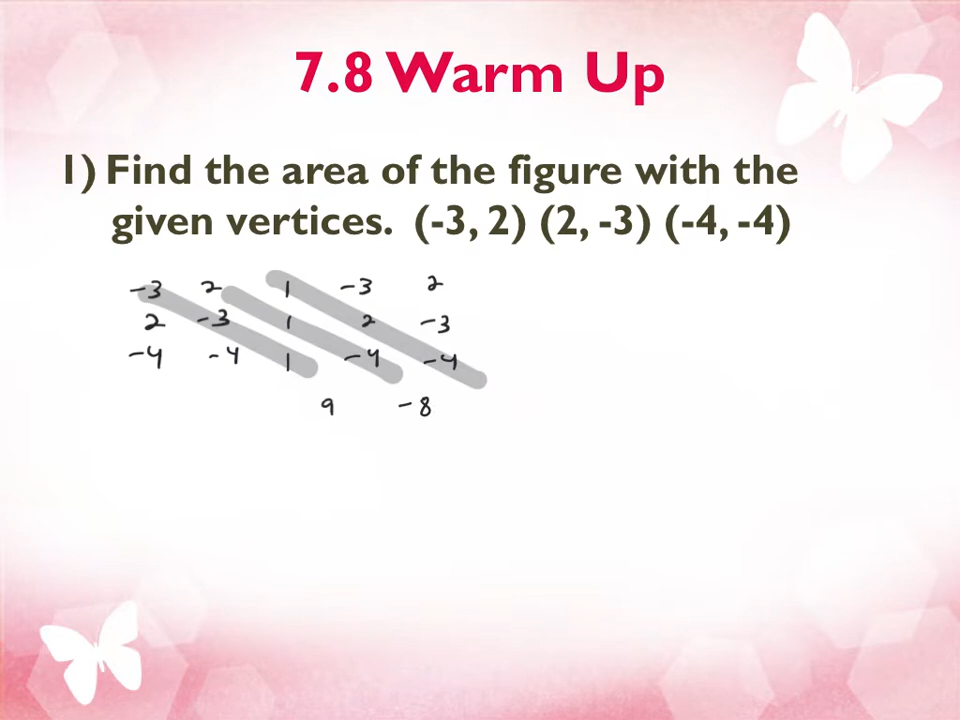 7.8 Warm Up
1) Find the area of the figure with the
given vertices. (-3, 2) (2, -3) (-4, -4)
-3 2 1 -3 2
2 -3 1 2 -3
-4 -4 1 -4 -4
9 -8